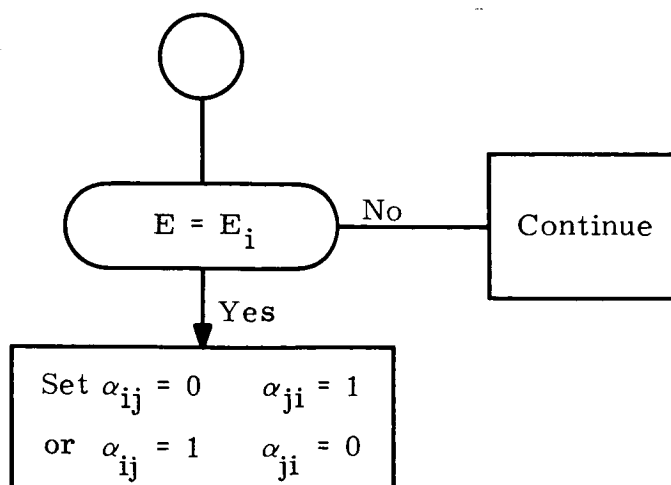 E = E_i
No
Continue
Yes
Set α_ij = 0 α_ji = 1
or α_ij = 1 α_ji = 0